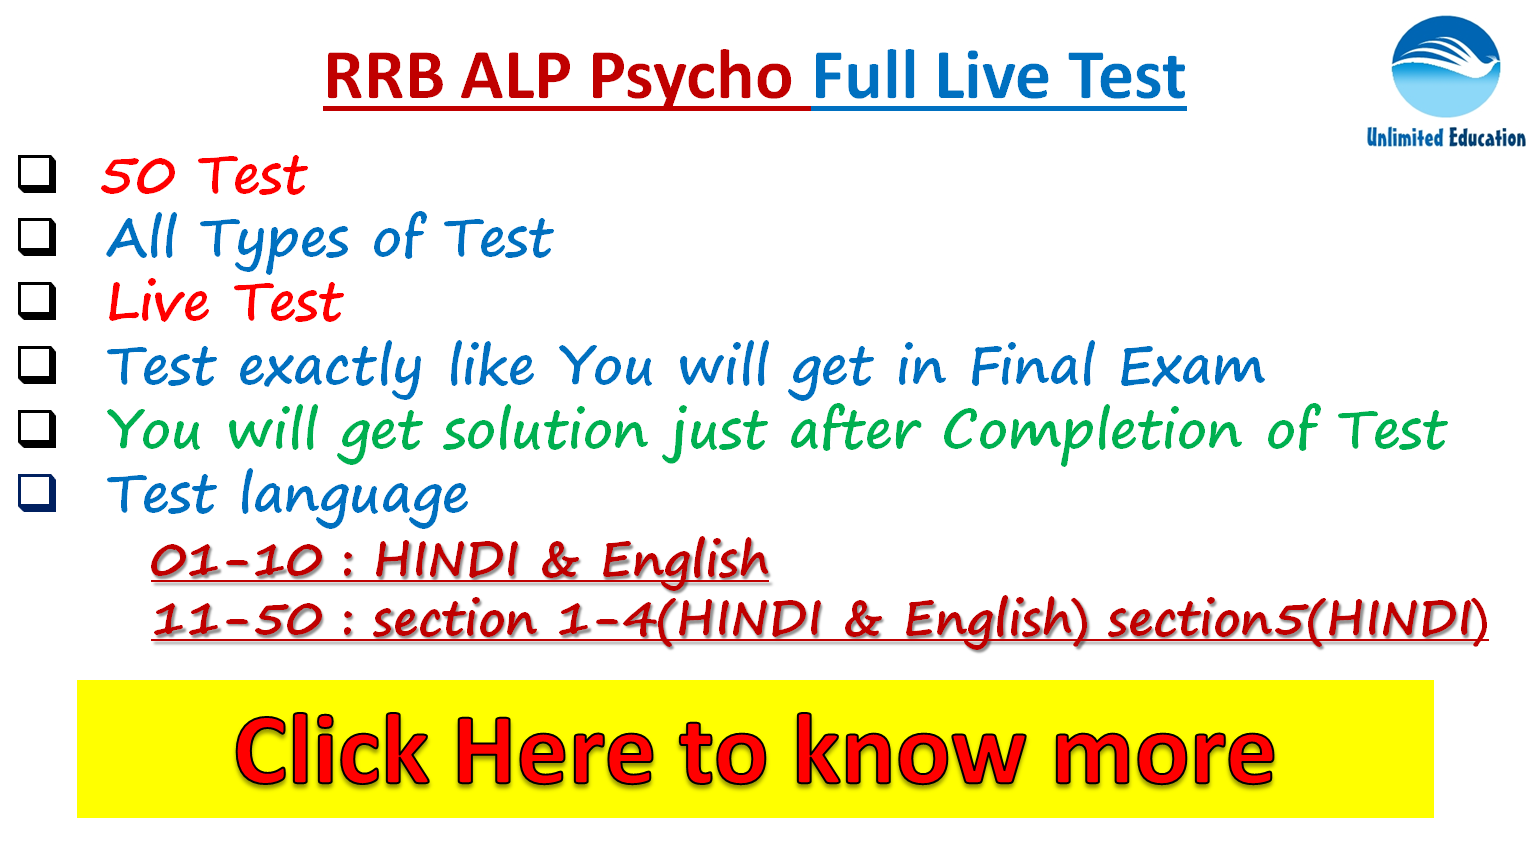 RRB ALP Psycho Full Live Test
Unlimited Education
50 Test
All Types of Test
Live Test
Test exactly like You will get in Final Exam
You will get solution just after Completion of Test
Test language
01-10 : HINDI & English
11-50 : section 1-4(HINDI & English) section5(HINDI)
Click Here to know more